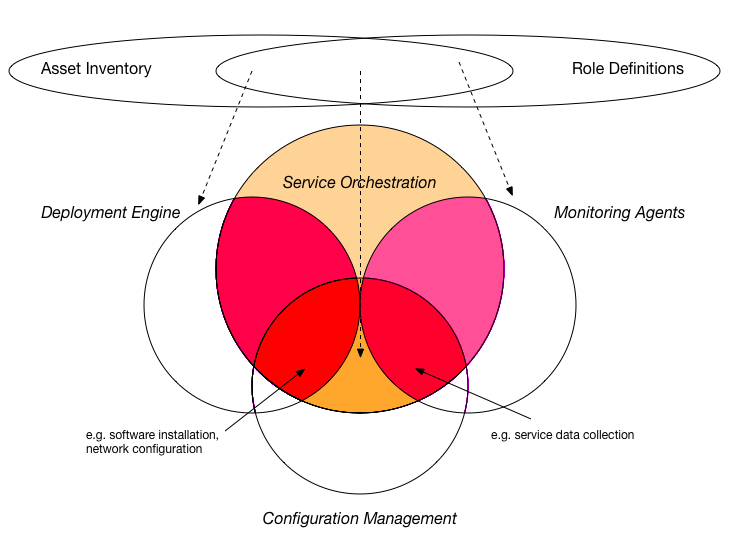 Asset Inventory
Role Definitions
Service Orchestration
Deployment Engine
Monitoring Agents
e.g. software installation,
network configuration
e.g. service data collection
Configuration Management